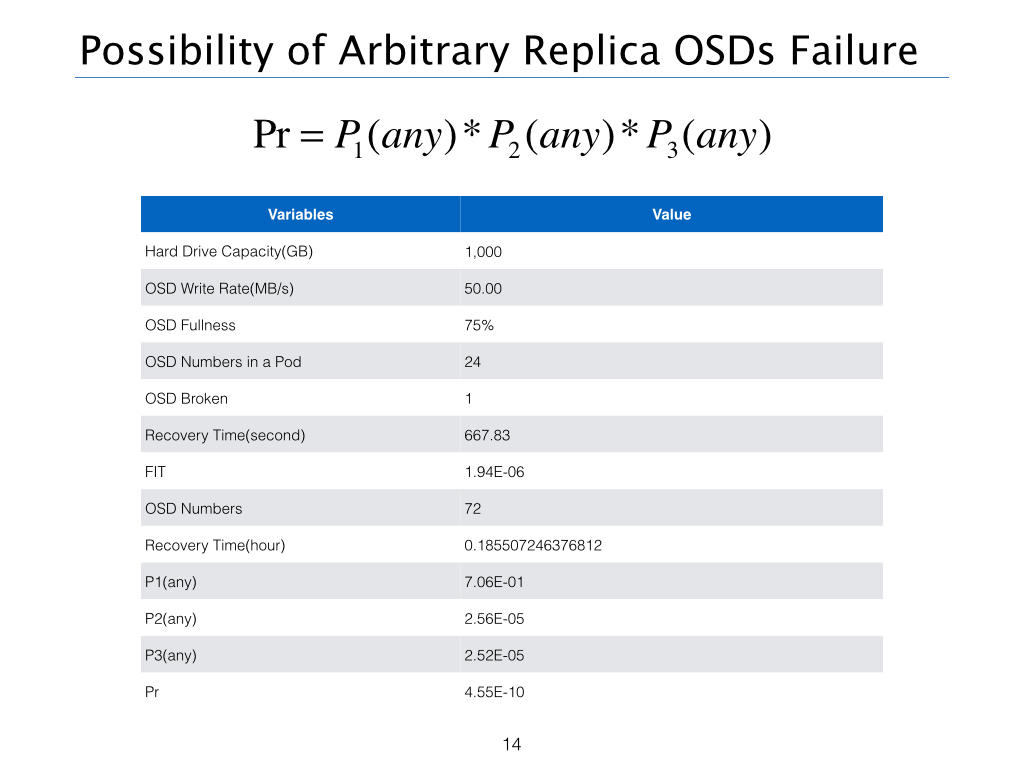 Possibility of Arbitrary Replica OSDs Failure
Pr = P₁(any) * P₂(any) * P₃(any)
Variables Value
Hard Drive Capacity(GB) 1,000
OSD Write Rate(MB/s) 50.00
OSD Fullness 75%
OSD Numbers in a Pod 24
OSD Broken 1
Recovery Time(second) 667.83
FIT 1.94E-06
OSD Numbers 72
Recovery Time(hour) 0.185507246376812
P1(any) 7.06E-01
P2(any) 2.56E-05
P3(any) 2.52E-05
Pr 4.55E-10
14